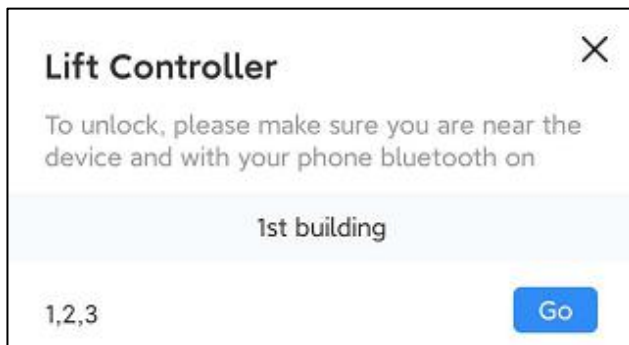 Lift Controller
To unlock, please make sure you are near the
device and with your phone bluetooth on
1st building
1,2,3
Go